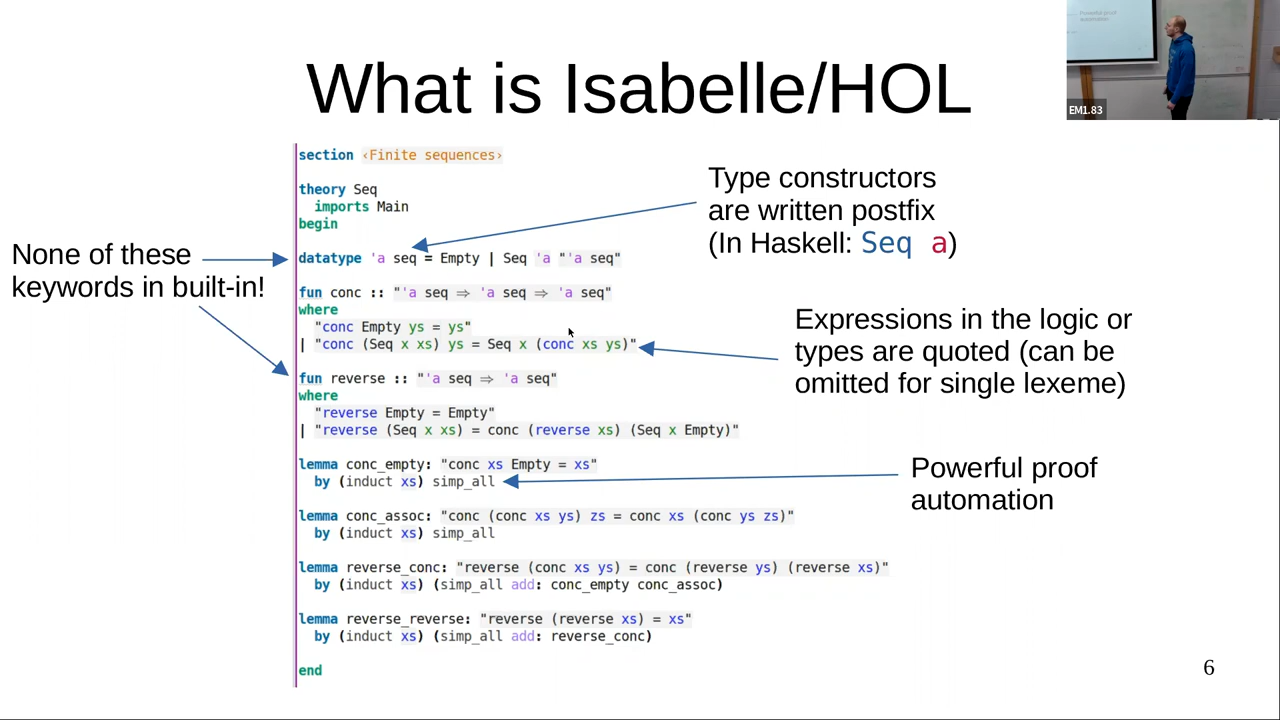 What is Isabelle/HOL
Powerful proof
automation
EM1.83
section ‹Finite sequences›
theory Seq
imports Main
begin
datatype 'a seq = Empty | Seq 'a "'a seq"
fun conc :: "'a seq ⇒ 'a seq ⇒ 'a seq"
where
"conc Empty ys = ys"
| "conc (Seq x xs) ys = Seq x (conc xs ys)"
fun reverse :: "'a seq ⇒ 'a seq"
where
"reverse Empty = Empty"
| "reverse (Seq x xs) = conc (reverse xs) (Seq x Empty)"
lemma conc_empty: "conc xs Empty = xs"
by (induct xs) simp_all
lemma conc_assoc: "conc (conc xs ys) zs = conc xs (conc ys zs)"
by (induct xs) simp_all
lemma reverse_conc: "reverse (conc xs ys) = conc (reverse ys) (reverse xs)"
by (induct xs) (simp_all add: conc_empty conc_assoc)
lemma reverse_reverse: "reverse (reverse xs) = xs"
by (induct xs) (simp_all add: reverse_conc)
end
None of these
keywords in built-in!
Type constructors
are written postfix
(In Haskell: Seq a)
Expressions in the logic or
types are quoted (can be
omitted for single lexeme)
Powerful proof
automation
6